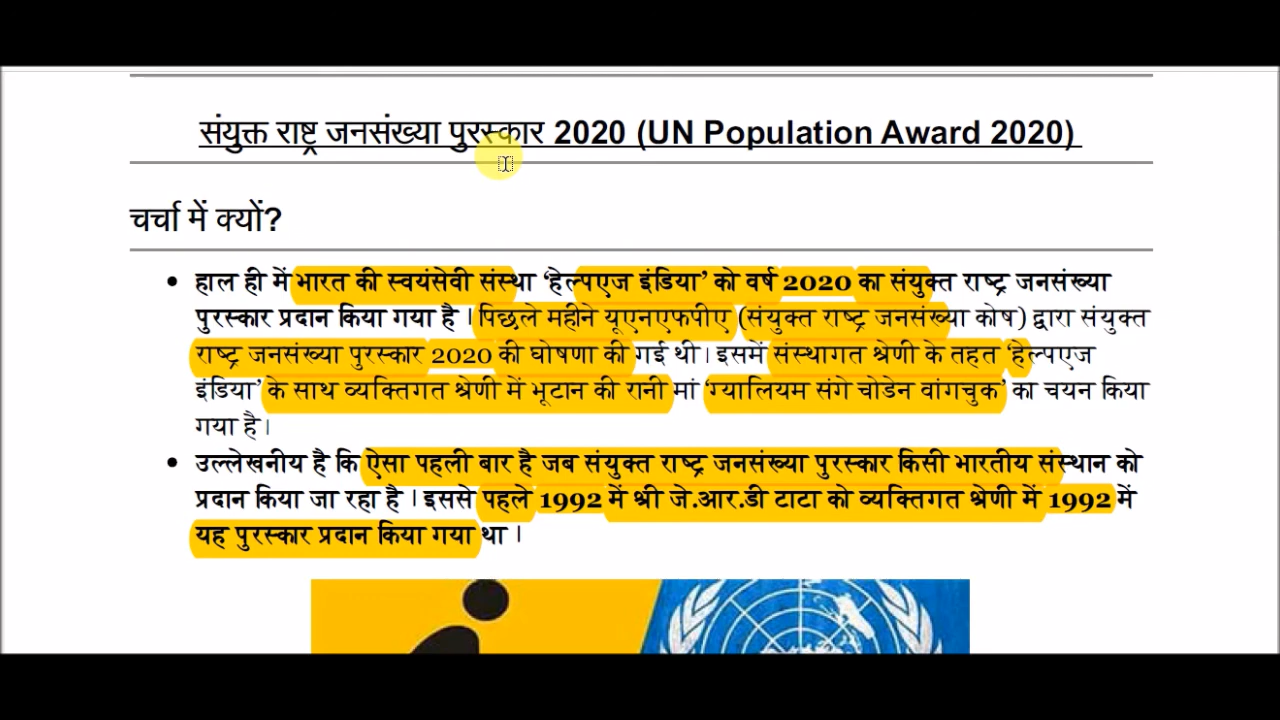 संयुक्त राष्ट्र जनसंख्या पुरस्कार 2020 (UN Population Award 2020)
चर्चा में क्यों?
• हाल ही में भारत की स्वयंसेवी संस्था ‘हेल्पएज इंडिया’ को वर्ष 2020 का संयुक्त राष्ट्र जनसंख्या
पुरस्कार प्रदान किया गया है । पिछले महीने यूएनएफपीए (संयुक्त राष्ट्र जनसंख्या कोष) द्वारा संयुक्त
राष्ट्र जनसंख्या पुरस्कार 2020 की घोषणा की गई थी। इसमें संस्थागत श्रेणी के तहत ‘हेल्पएज
इंडिया’ के साथ व्यक्तिगत श्रेणी में भूटान की रानी मां ‘ग्यालियम संगे चोडेन वांगचुक’ का चयन किया
गया है।
• उल्लेखनीय है कि ऐसा पहली बार है जब संयुक्त राष्ट्र जनसंख्या पुरस्कार किसी भारतीय संस्थान को
प्रदान किया जा रहा है । इससे पहले 1992 में श्री जे.आर.डी टाटा को व्यक्तिगत श्रेणी में 1992 में
यह पुरस्कार प्रदान किया गया था ।